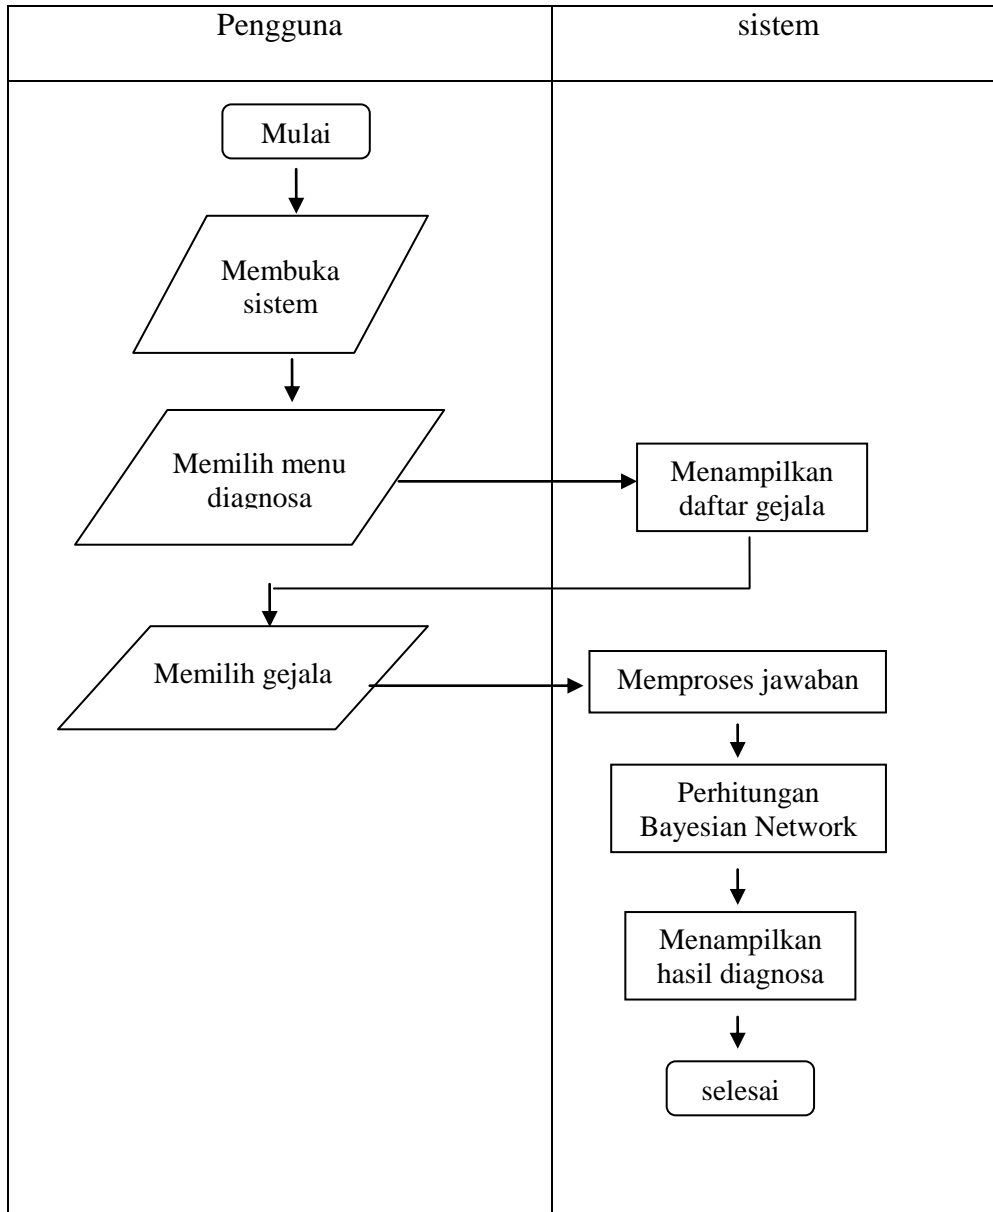 Pengguna
sistem
Mulai
Membuka
sistem
Memilih menu
diagnosa
Menampilkan
daftar gejala
Memilih gejala
Memproses jawaban
Perhitungan
Bayesian Network
Menampilkan
hasil diagnosa
selesai